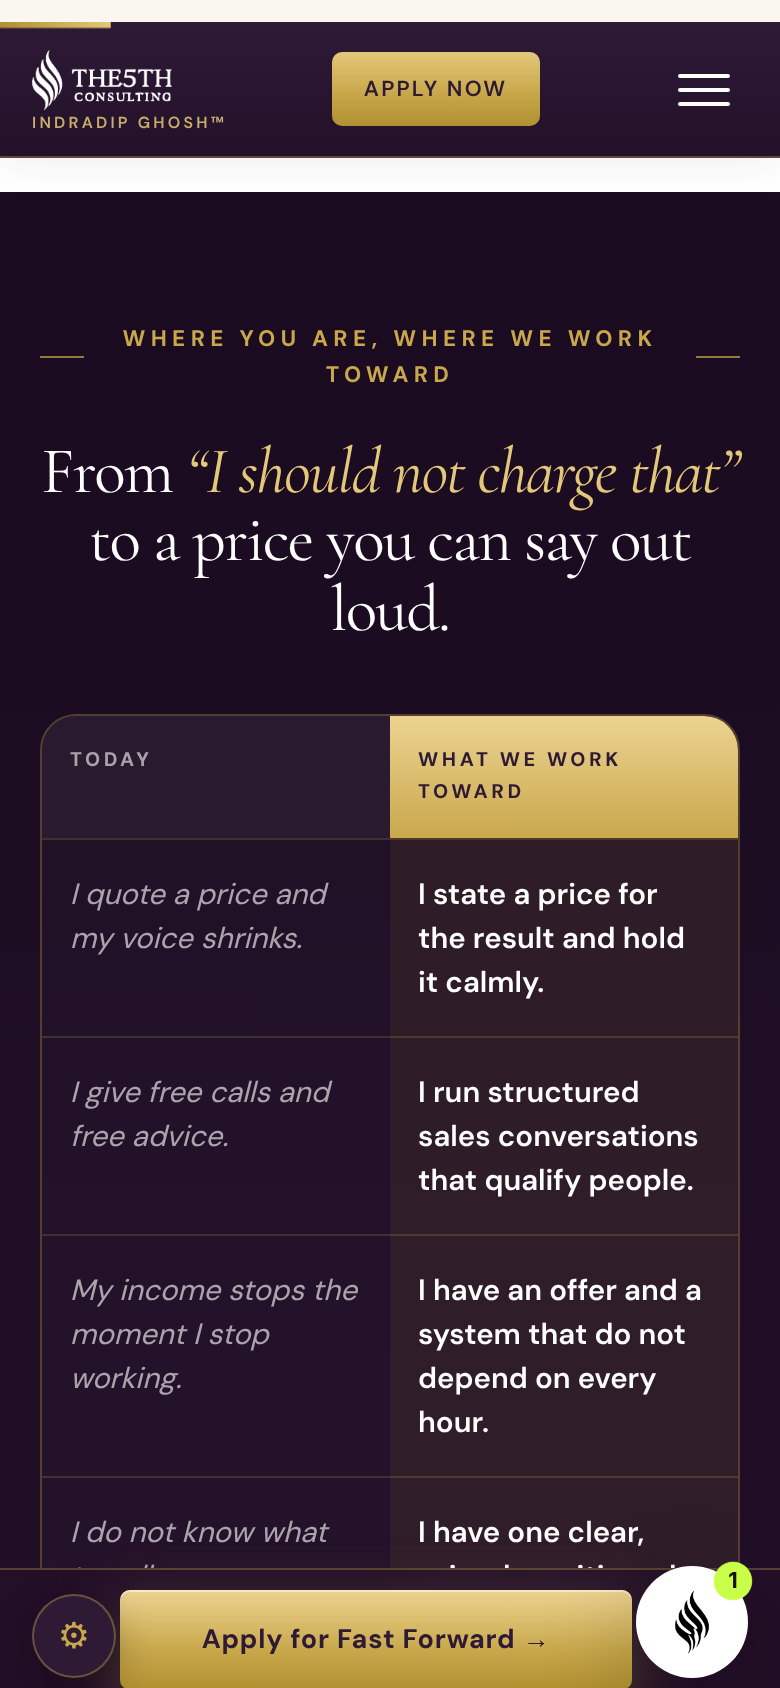 THE5TH
CONSULTING
INDRADIP GHOSH™
APPLY NOW
WHERE YOU ARE, WHERE WE WORK
TOWARD
From “I should not charge that”
to a price you can say out
loud.
TODAY
WHAT WE WORK
TOWARD
I quote a price and
my voice shrinks.
I state a price for
the result and hold
it calmly.
I give free calls and
free advice.
I run structured
sales conversations
that qualify people.
My income stops the
moment I stop
working.
I have an offer and a
system that do not
depend on every
hour.
I do not know what
I have one clear,
1
Apply for Fast Forward →